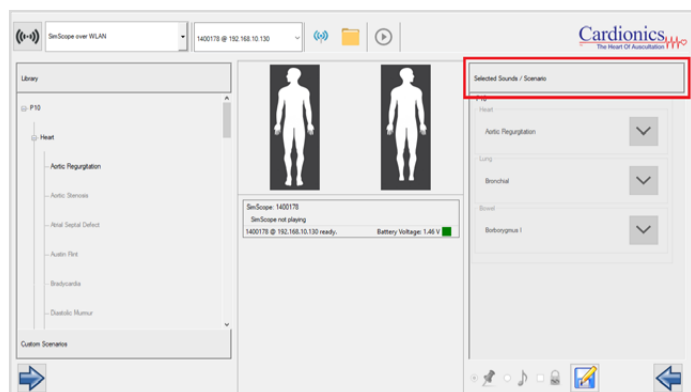 SimScope over WLAN
1400178 @ 192.168.10.130
Cardionics
The Heart Of Auscultation
Library
P10
Heart
Aortic Regurgitation
Aortic Stenosis
Atrial Septal Defect
Austin Flint
Bradycardia
Diastolic Murmur
Custom Scenarios
SimScope: 1400178
SimScope not playing
1400178 @ 192.168.10.130 ready. Battery Voltage: 1.46 V
Selected Sounds / Scenario
P10
Heart
Aortic Regurgitation
Lung
Bronchial
Bowel
Borborygmus I